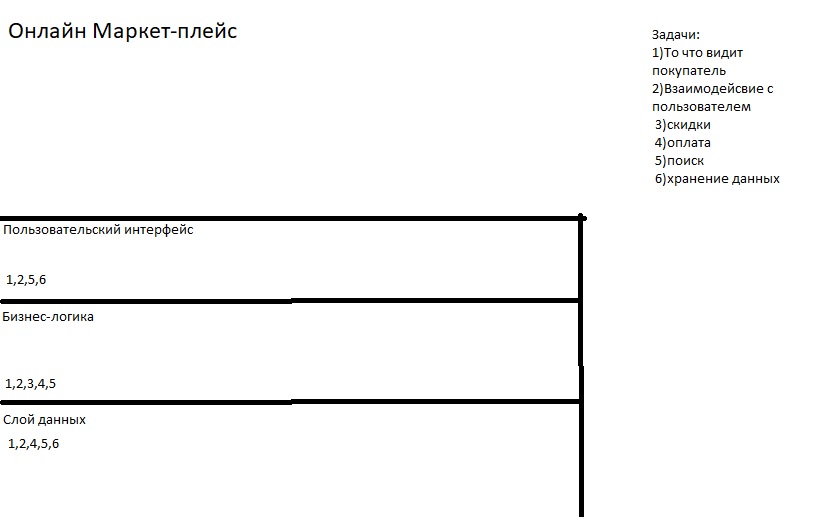 Онлайн Маркет-плейс
Задачи:
1)То что видит
покупатель
2)Взаимодейсвие с
пользователем
3)скидки
4)оплата
5)поиск
6)хранение данных
Пользовательский интерфейс
1,2,5,6
Бизнес-логика
1,2,3,4,5
Слой данных
1,2,4,5,6